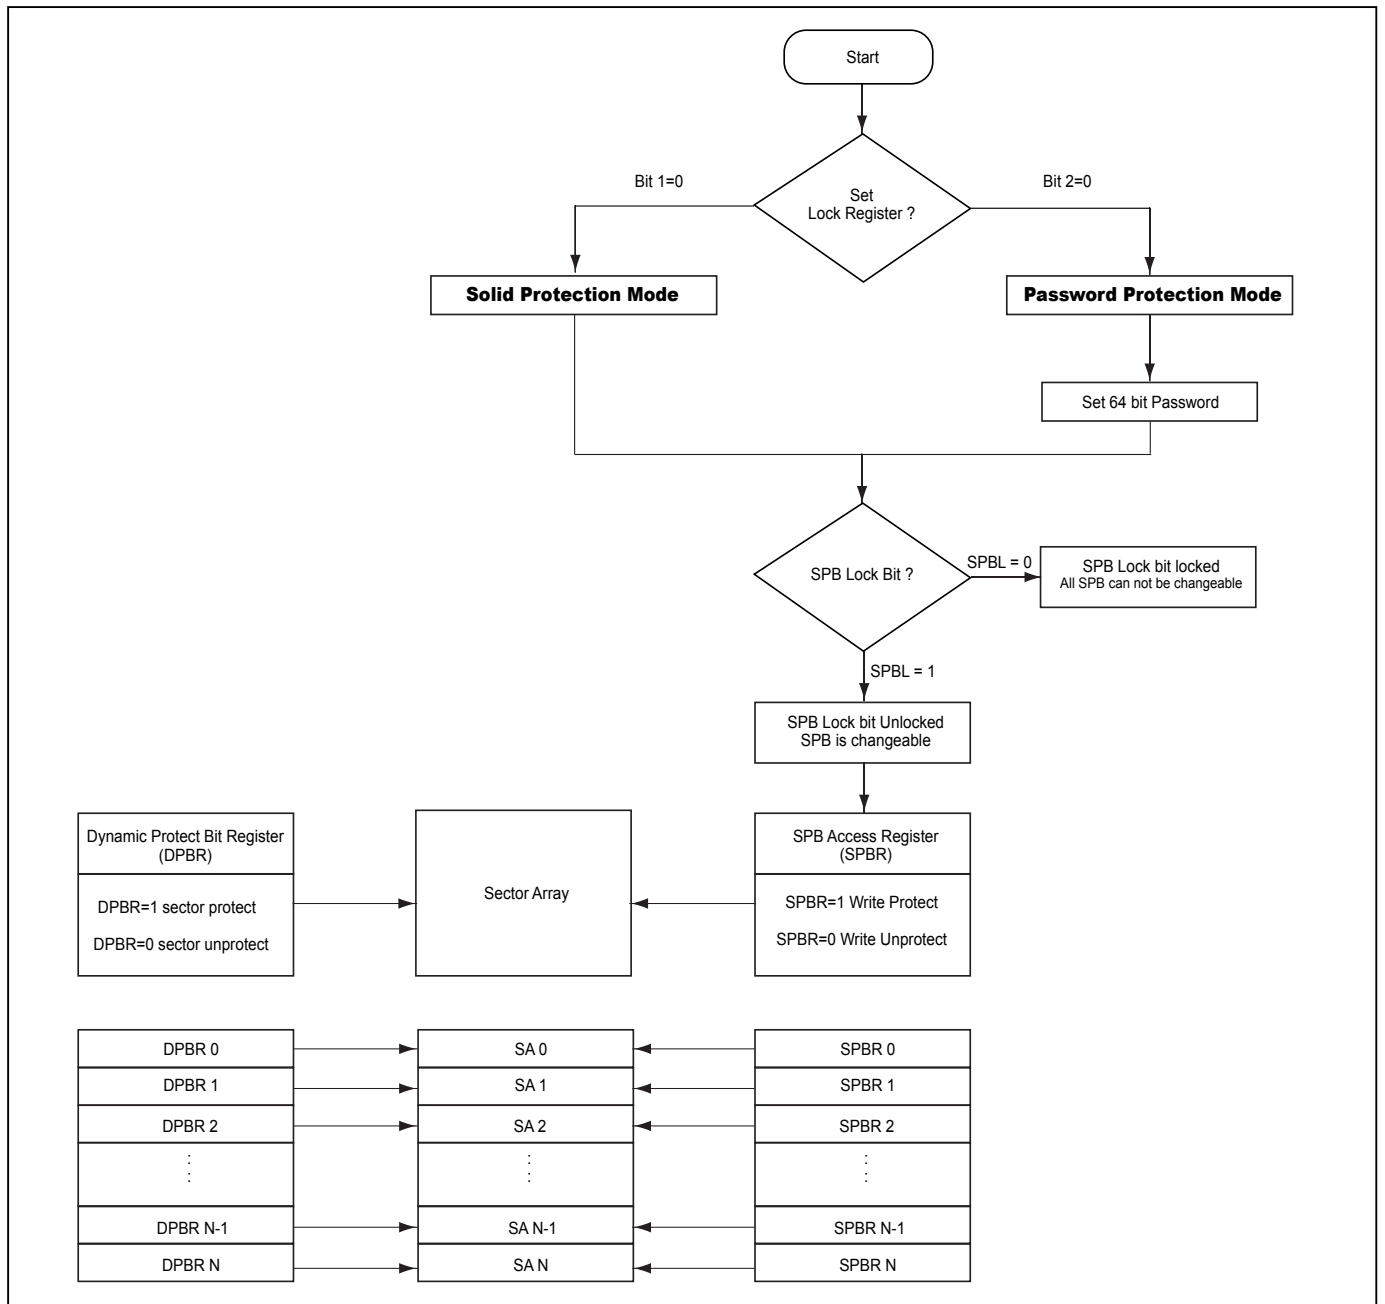 Start
Bit 1=0
Set
Lock Register ?
Bit 2=0
Solid Protection Mode
Password Protection Mode
Set 64 bit Password
SPB Lock Bit ?
SPBL = 0
SPB Lock bit locked
All SPB can not be changeable
SPBL = 1
SPB Lock bit Unlocked
SPB is changeable
Dynamic Protect Bit Register
(DPBR)
DPBR=1 sector protect
DPBR=0 sector unprotect
Sector Array
SPB Access Register
(SPBR)
SPBR=1 Write Protect
SPBR=0 Write Unprotect
DPBR 0
SA 0
SPBR 0
DPBR 1
SA 1
SPBR 1
DPBR 2
SA 2
SPBR 2
DPBR N-1
SA N-1
SPBR N-1
DPBR N
SA N
SPBR N